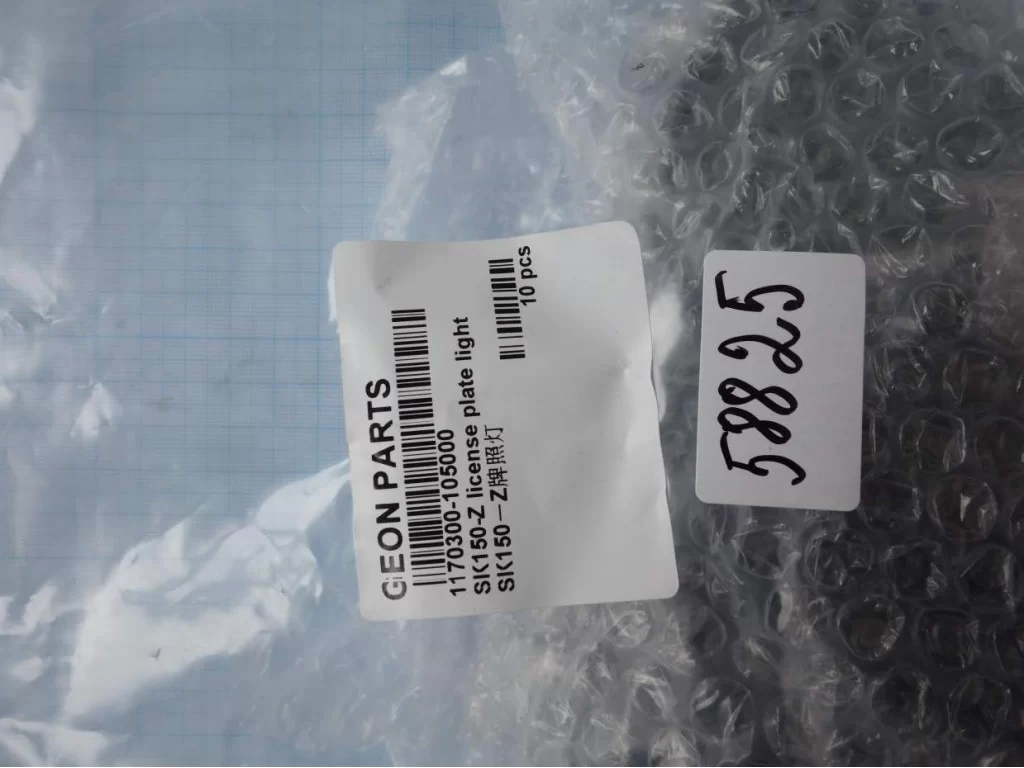 GEON PARTS
1170300-105000
SK150-Z license plate light
SK150－Z牌照灯
10 pcs
58825